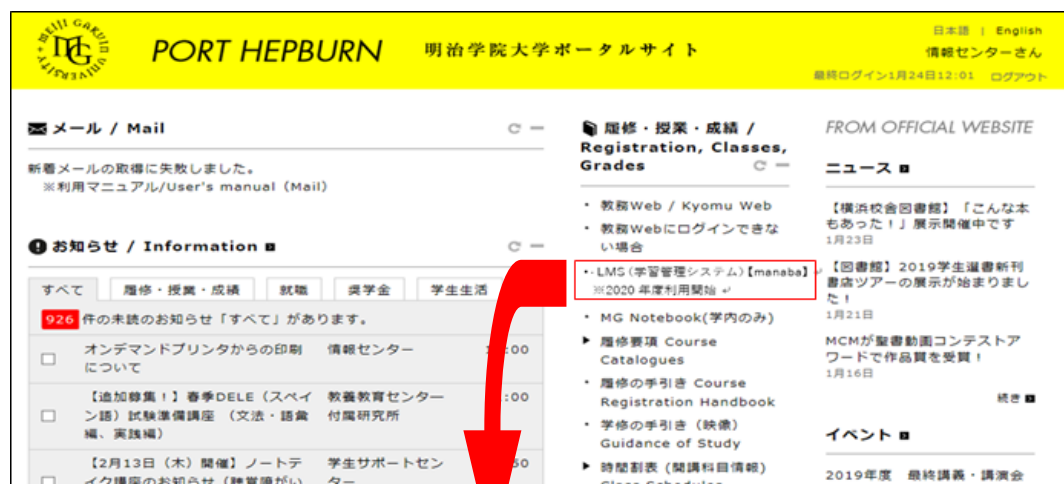 MEIJI GAKUIN UNIVERSITY
MG
PORT HEPBURN
明治学院大学ポータルサイト
日本語 | English
情報センターさん
最終ログイン1月24日12:01 ログアウト
メール / Mail
新着メールの取得に失敗しました。
※利用マニュアル/User's manual (Mail)
お知らせ / Information
すべて 履修・授業・成績 就職 奨学金 学生生活
926 件の未読のお知らせ「すべて」があります。
オンデマンドプリンタからの印刷 情報センター :00
について
【追加募集！】春季DELE（スペイ 教養教育センター :00
ン語）試験準備講座 （文法・語彙 付属研究所
編、実践編）
【2月13日（木）開催】ノートテ 学生サポートセン 50
イク講座のお知らせ（聴覚障がい ター
履修・授業・成績 /
Registration, Classes,
Grades
教務Web / Kyomu Web
教務Webにログインできな
い場合
LMS（学習管理システム）【manaba】
※2020 年度利用開始
MG Notebook(学内のみ)
履修要項 Course
Catalogues
履修の手引き Course
Registration Handbook
学修の手引き（映像）
Guidance of Study
時間割表（開講科目情報）
Class Schedules
FROM OFFICIAL WEBSITE
ニュース
【横浜校舎図書館】「こんな本
もあった！」展示開催中です
1月23日
【図書館】2019学生選書新刊
書店ツアーの展示が始まりまし
た！
1月21日
MCMが聖書動画コンテストア
ワードで作品賞を受賞！
1月16日
続き
イベント
2019年度 最終講義・講演会